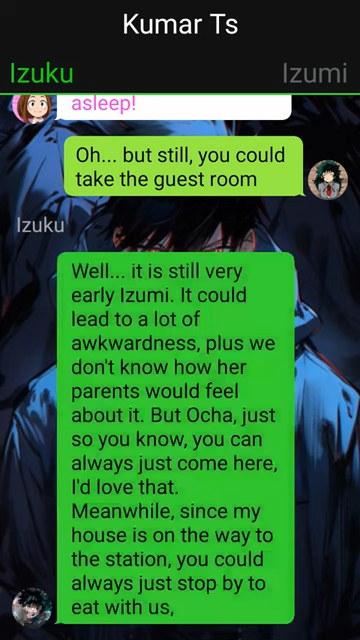 Kumar Ts
Izuku
Izumi
asleep!
Oh... but still, you could
take the guest room
Izuku
Well... it is still very
early Izumi. It could
lead to a lot of
awkwardness, plus we
don't know how her
parents would feel
about it. But Ocha, just
so you know, you can
always just come here,
I'd love that.
Meanwhile, since my
house is on the way to
the station, you could
always just stop by to
eat with us,